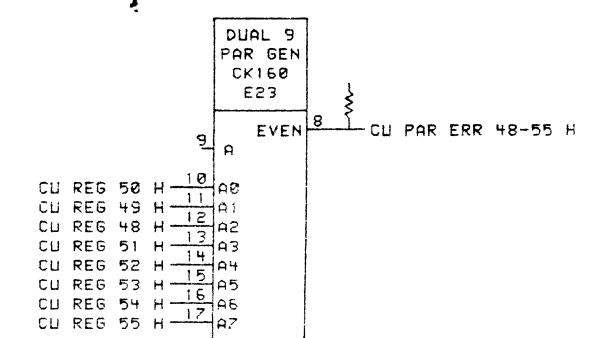 DUAL 9
PAR GEN
CK160
E23
EVEN 8 CU PAR ERR 48-55 H
9 A
CU REG 50 H 10 A0
CU REG 49 H 11 A1
CU REG 48 H 12 A2
CU REG 51 H 13 A3
CU REG 52 H 14 A4
CU REG 53 H 15 A5
CU REG 54 H 16 A6
CU REG 55 H 17 A7